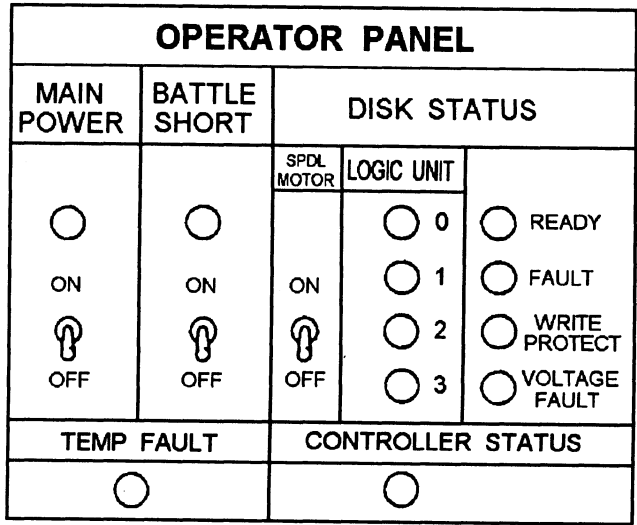 OPERATOR PANEL
MAIN
POWER
BATTLE
SHORT
DISK STATUS
SPDL
MOTOR
LOGIC UNIT
ON
OFF
ON
OFF
ON
OFF
0
1
2
3
READY
FAULT
WRITE
PROTECT
VOLTAGE
FAULT
TEMP FAULT
CONTROLLER STATUS